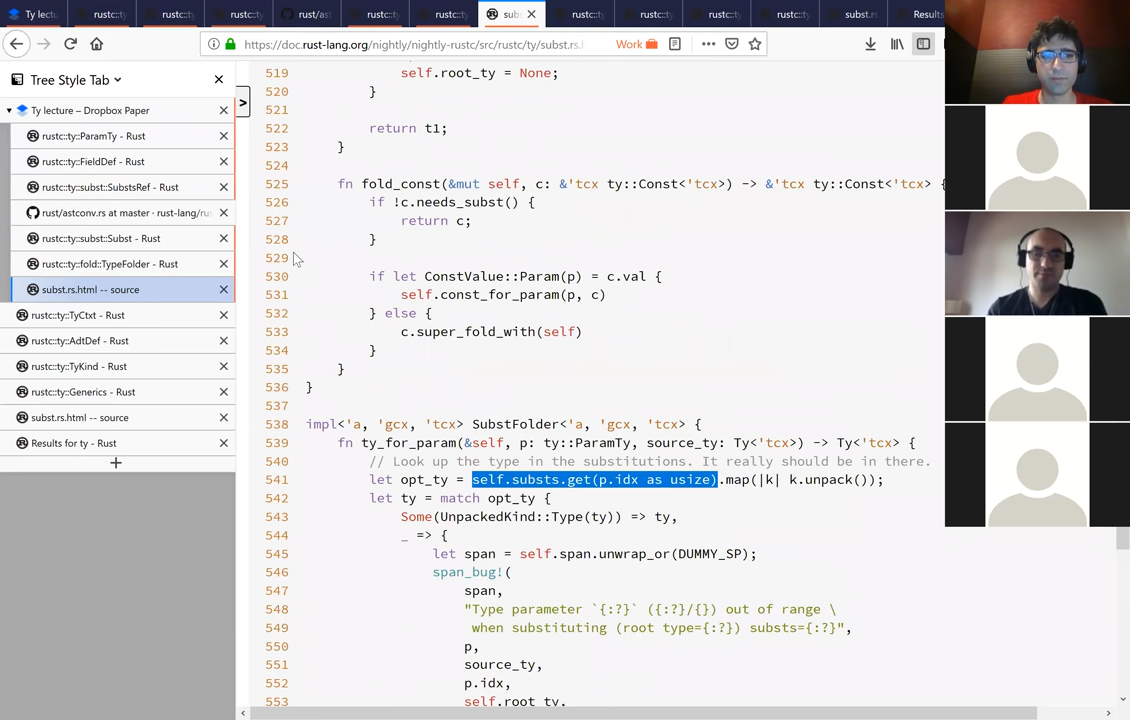 Ty lectu
rustc::ty
rustc::ty
rustc::t
rust/as
rustc::ty
rustc::t
sub
rustc::ty
rustc::ty
rustc::ty
rustc::ty
subst.rs
Results
https://doc.rust-lang.org/nightly/nightly-rustc/src/rustc/ty/subst.rs.
Work
Tree Style Tab
>
Ty lecture – Dropbox Paper
rustc::ty::ParamTy - Rust
rustc::ty::FieldDef - Rust
rustc::ty::subst::SubstsRef - Rust
rust/astconv.rs at master · rust-lang/ru
rustc::ty::subst::Subst - Rust
rustc::ty::fold::TypeFolder - Rust
subst.rs.html -- source
rustc::ty::TyCtxt - Rust
rustc::ty::AdtDef - Rust
rustc::ty::TyKind - Rust
rustc::ty::Generics - Rust
subst.rs.html -- source
Results for ty - Rust
519 self.root_ty = None;
520 }
521
522 return t1;
523 }
524
525 fn fold_const(&mut self, c: &'tcx ty::Const<'tcx>) -> &'tcx ty::Const<'tcx> {
526 if !c.needs_subst() {
527 return c;
528 }
529
530 if let ConstValue::Param(p) = c.val {
531 self.const_for_param(p, c)
532 } else {
533 c.super_fold_with(self)
534 }
535 }
536 }
537
538 impl<'a, 'gcx, 'tcx> SubstFolder<'a, 'gcx, 'tcx> {
539 fn ty_for_param(&self, p: ty::ParamTy, source_ty: Ty<'tcx>) -> Ty<'tcx> {
540 // Look up the type in the substitutions. It really should be in there.
541 let opt_ty = self.substs.get(p.idx as usize).map(|k| k.unpack());
542 let ty = match opt_ty {
543 Some(UnpackedKind::Type(ty)) => ty,
544 _ => {
545 let span = self.span.unwrap_or(DUMMY_SP);
546 span_bug!(
547 span,
548 "Type parameter `{:?}` ({:?}/{}) out of range \
549 when substituting (root type={:?}) substs={:?}",
550 p,
551 source_ty,
552 p.idx,
553 self.root_ty,